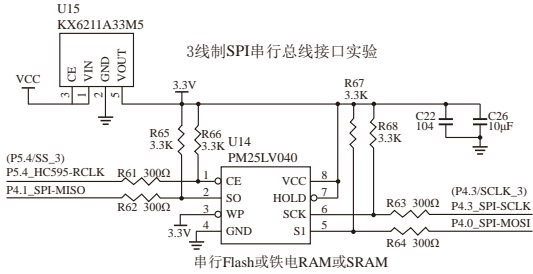 U15
KX6211A33M5
CE
VIN
GND
VOUT
3 1 2 5
VCC
3线制SPI串行总线接口实验
3.3V
R65
3.3K
R66
3.3K
R67
3.3K
R68
3.3K
C22
104
C26
10μF
U14
PM25LV040
(P5.4/SS_3)
P5.4_HC595-RCLK
R61 300Ω
1 CE
VCC 8
P4.1_SPI-MISO
R62 300Ω
2 SO
HOLD 7
3 WP
SCK 6
3.3V
4 GND
S1 5
R63 300Ω
(P4.3/SCLK_3)
P4.3_SPI-SCLK
R64 300Ω
P4.0_SPI-MOSI
串行Flash或铁电RAM或SRAM